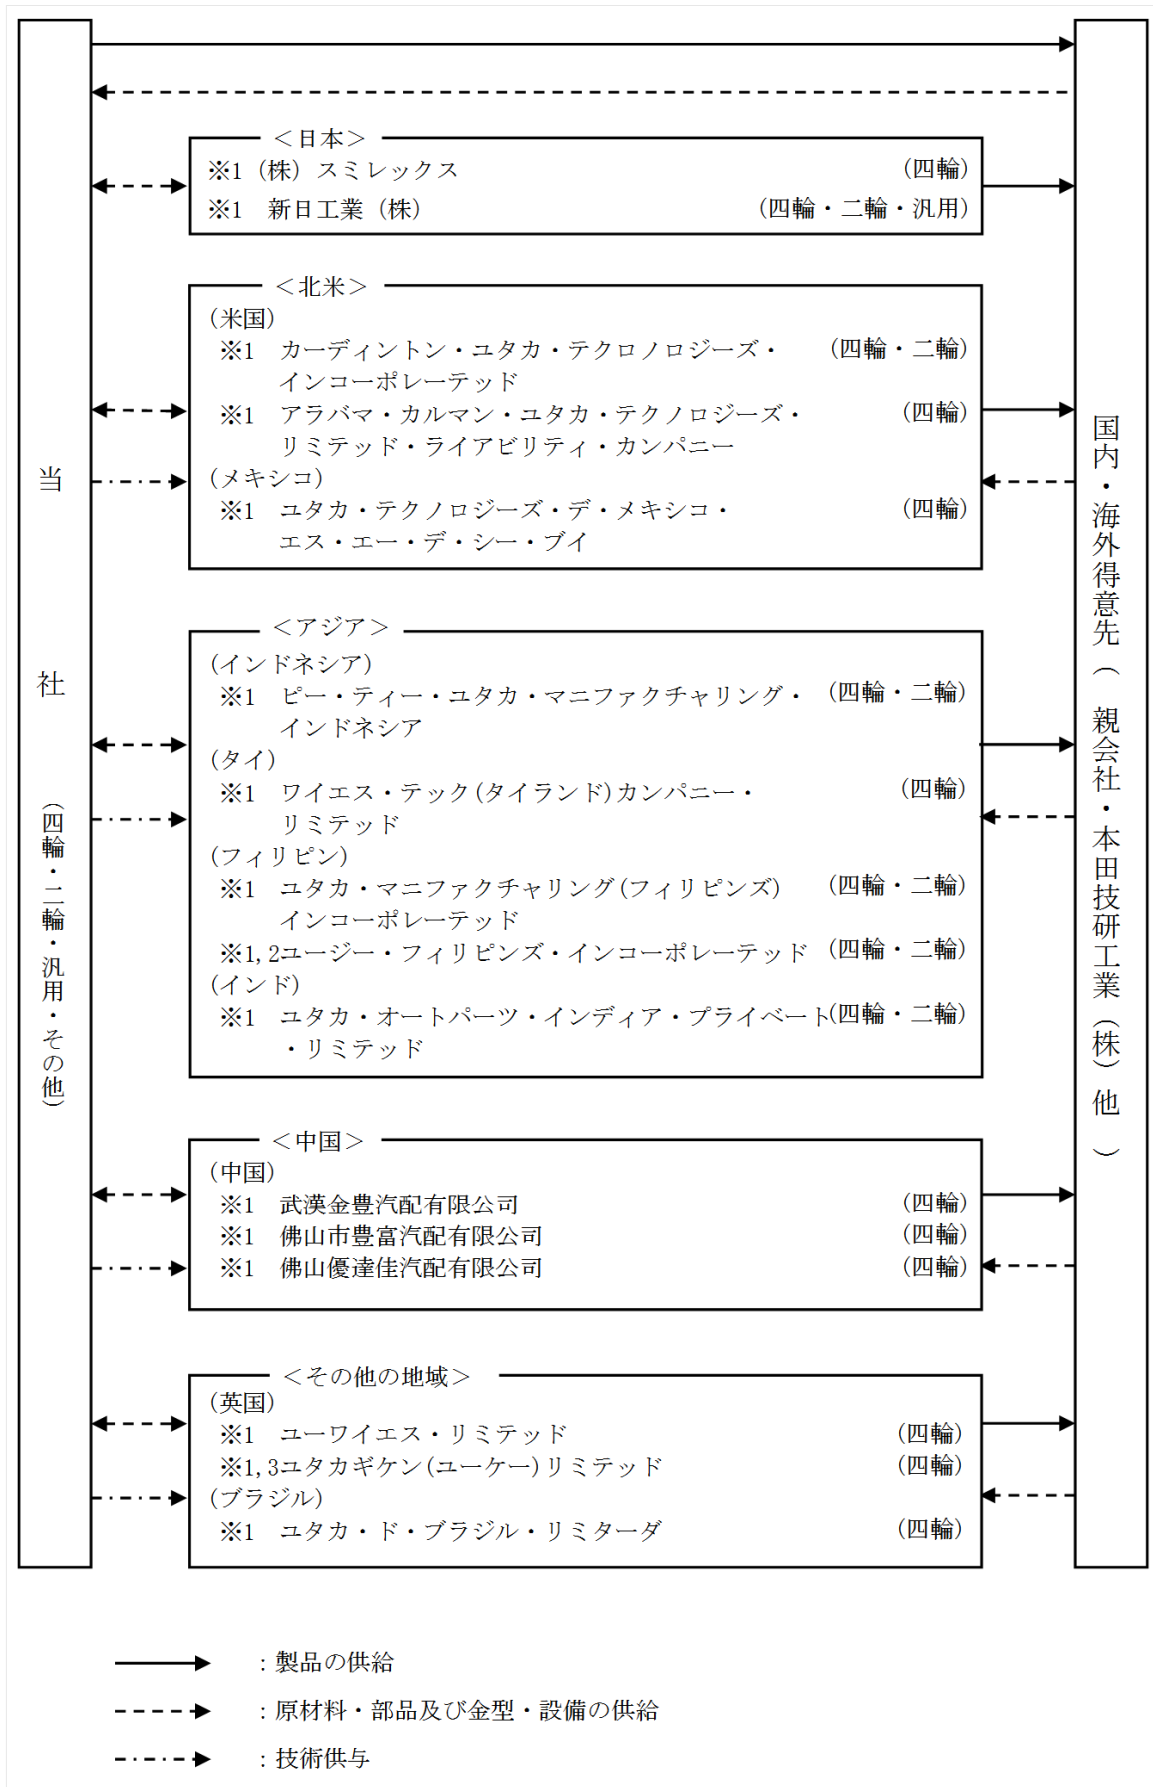 当社
(四輪・二輪・汎用・その他)
＜日本＞
※1（株）スミレックス (四輪)
※1 新日工業（株） (四輪・二輪・汎用)
＜北米＞
(米国)
※1 カーディントン・ユタカ・テクロノロジーズ・ (四輪・二輪)
インコーポレーテッド
※1 アラバマ・カルマン・ユタカ・テクノロジーズ・ (四輪)
リミテッド・ライアビリティ・カンパニー
(メキシコ)
※1 ユタカ・テクノロジーズ・デ・メキシコ・ (四輪)
エス・エー・デ・シー・ブイ
＜アジア＞
(インドネシア)
※1 ピー・ティー・ユタカ・マニファクチャリング・ (四輪・二輪)
インドネシア
(タイ)
※1 ワイエス・テック(タイランド)カンパニー・ (四輪)
リミテッド
(フィリピン)
※1 ユタカ・マニファクチャリング(フィリピンズ) (四輪・二輪)
インコーポレーテッド
※1,2ユージー・フィリピンズ・インコーポレーテッド (四輪・二輪)
(インド)
※1 ユタカ・オートパーツ・インディア・プライベート(四輪・二輪)
・リミテッド
＜中国＞
(中国)
※1 武漢金豊汽配有限公司 (四輪)
※1 佛山市豊富汽配有限公司 (四輪)
※1 佛山優達佳汽配有限公司 (四輪)
＜その他の地域＞
(英国)
※1 ユーワイエス・リミテッド (四輪)
※1,3ユタカギケン(ユーケー)リミテッド (四輪)
(ブラジル)
※1 ユタカ・ド・ブラジル・リミターダ (四輪)
国内・海外得意先（親会社・本田技研工業（株）他）
：製品の供給
：原材料・部品及び金型・設備の供給
：技術供与